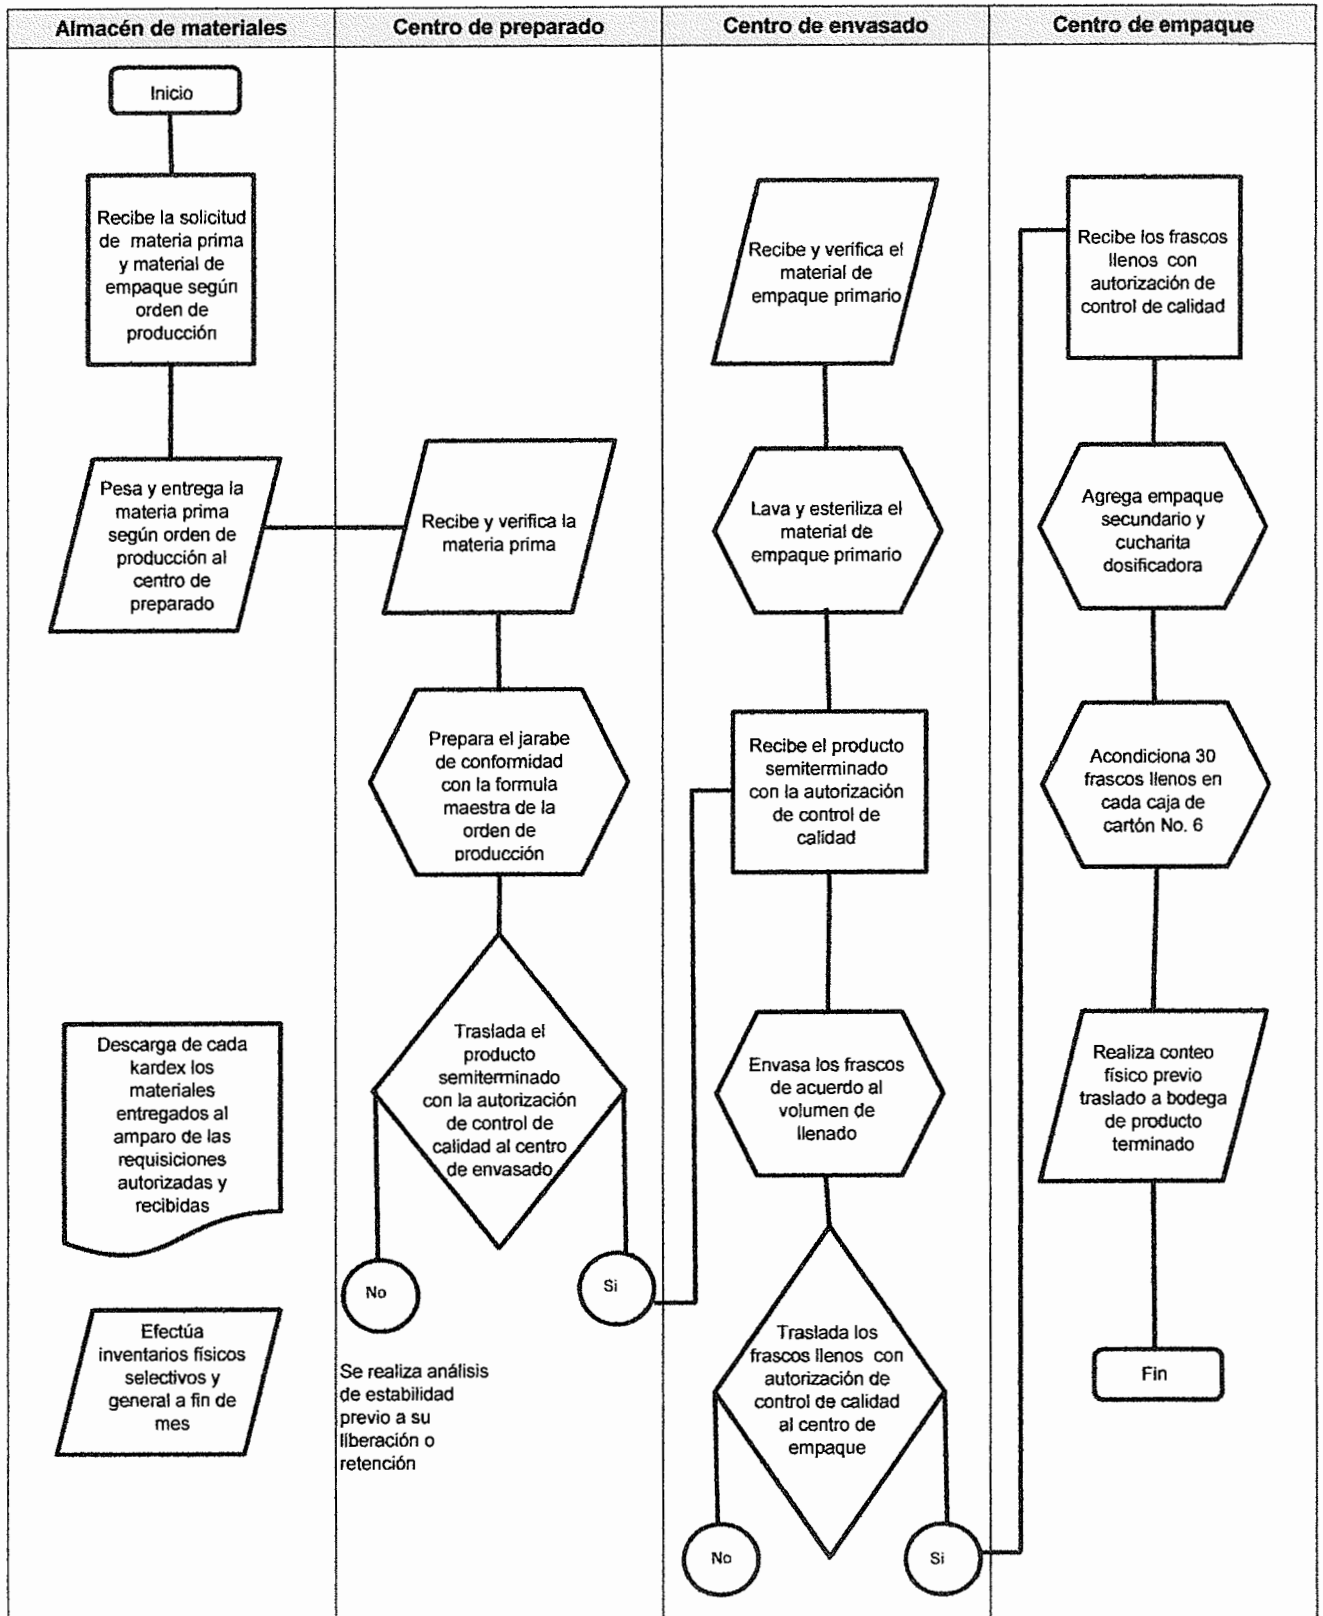 Almacén de materiales
Centro de preparado
Centro de envasado
Centro de empaque
Inicio
Recibe la solicitud
de materia prima
y material de
empaque según
orden de
producción
Pesa y entrega la
materia prima
según orden de
producción al
centro de
preparado
Descarga de cada
kardex los
materiales
entregados al
amparo de las
requisiciones
autorizadas y
recibidas
Efectúa
inventarios físicos
selectivos y
general a fin de
mes
Recibe y verifica la
materia prima
Prepara el jarabe
de conformidad
con la formula
maestra de la
orden de
producción
Traslada el
producto
semiterminado
con la autorización
de control de
calidad al centro
de envasado
No
Si
Se realiza análisis
de estabilidad
previo a su
liberación o
retención
Recibe y verifica el
material de
empaque primario
Lava y esteriliza el
material de
empaque primario
Recibe el producto
semiterminado
con la autorización
de control de
calidad
Envasa los frascos
de acuerdo al
volumen de
llenado
Traslada los
frascos llenos con
autorización de
control de calidad
al centro de
empaque
No
Si
Recibe los frascos
llenos con
autorización de
control de calidad
Agrega empaque
secundario y
cucharita
dosificadora
Acondiciona 30
frascos llenos en
cada caja de
cartón No. 6
Realiza conteo
físico previo
traslado a bodega
de producto
terminado
Fin